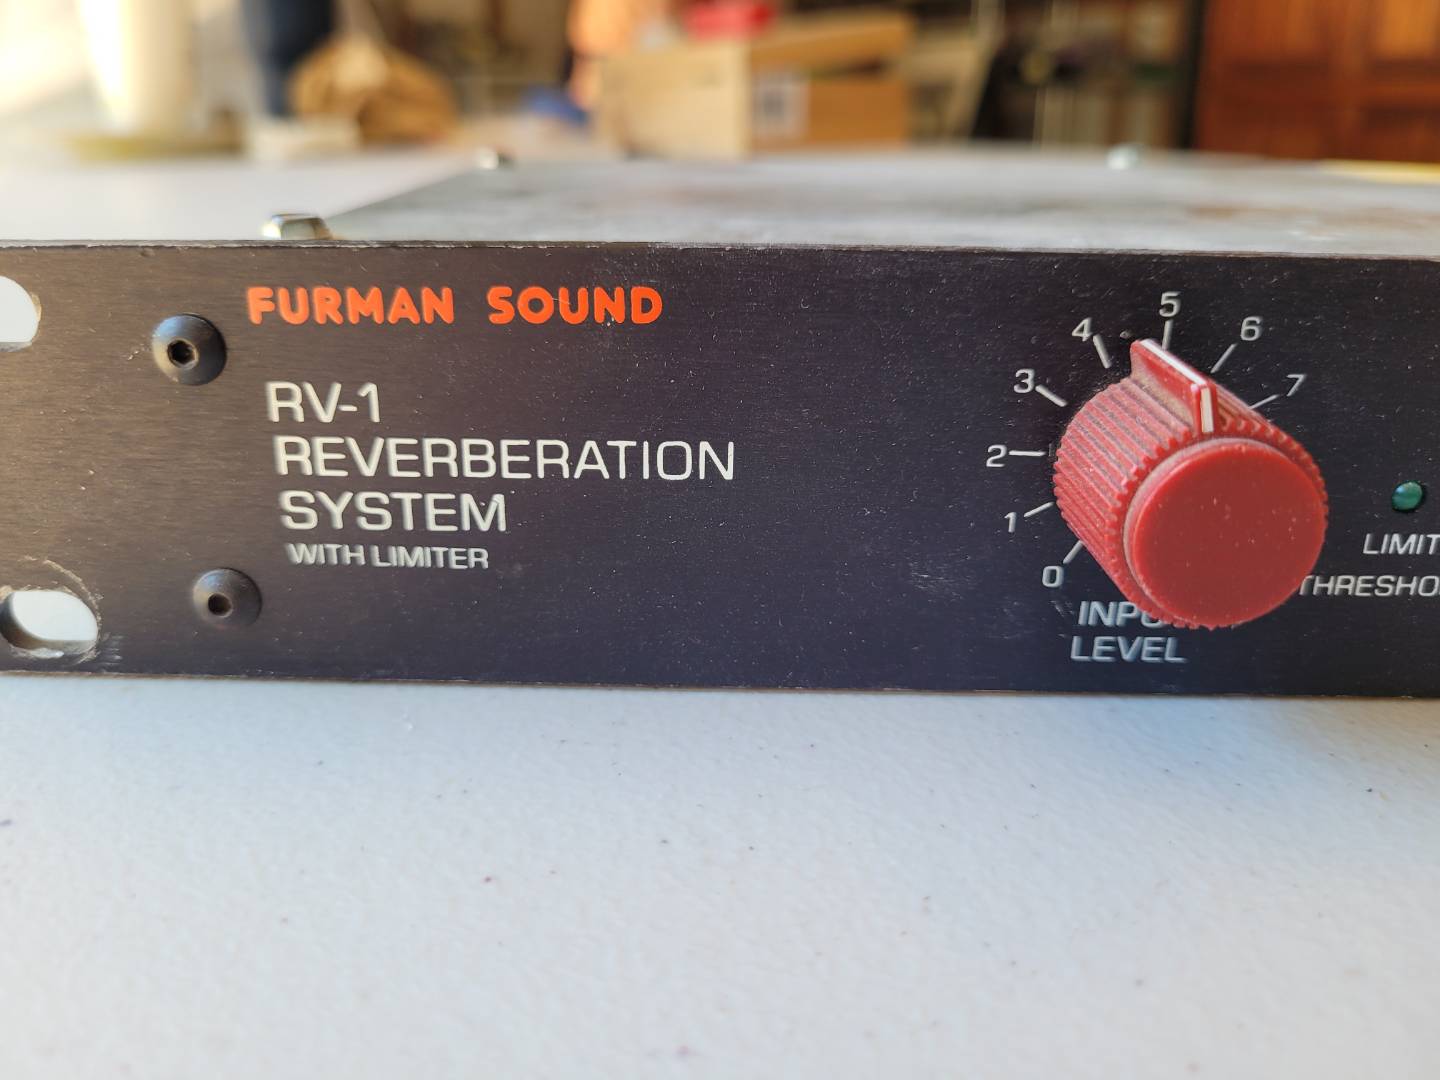 FURMAN SOUND
RV-1
REVERBERATION
SYSTEM
WITH LIMITER
0
1
2
3
4
5
6
7
LEVEL